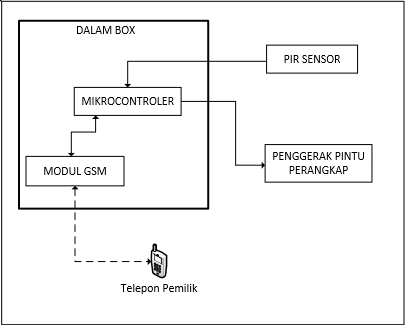 DALAM BOX
PIR SENSOR
MIKROCONTROLER
PENGGERAK PINTU
PERANGKAP
MODUL GSM
Telepon Pemilik